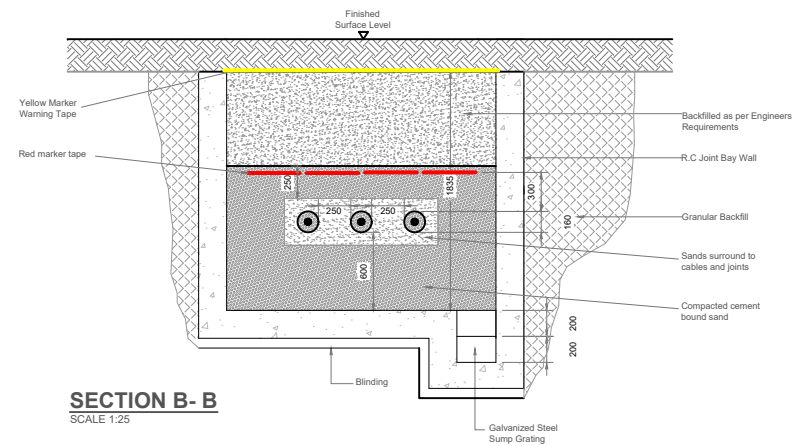 Finished
Surface Level
Yellow Marker
Warning Tape
Red marker tape
Backfilled as per Engineers
Requirements
R.C Joint Bay Wall
Granular Backfill
Sands surround to
cables and joints
Compacted cement
bound sand
250
250
250
1835
300
160
600
200
200
Blinding
Galvanized Steel
Sump Grating
SECTION B- B
SCALE 1:25